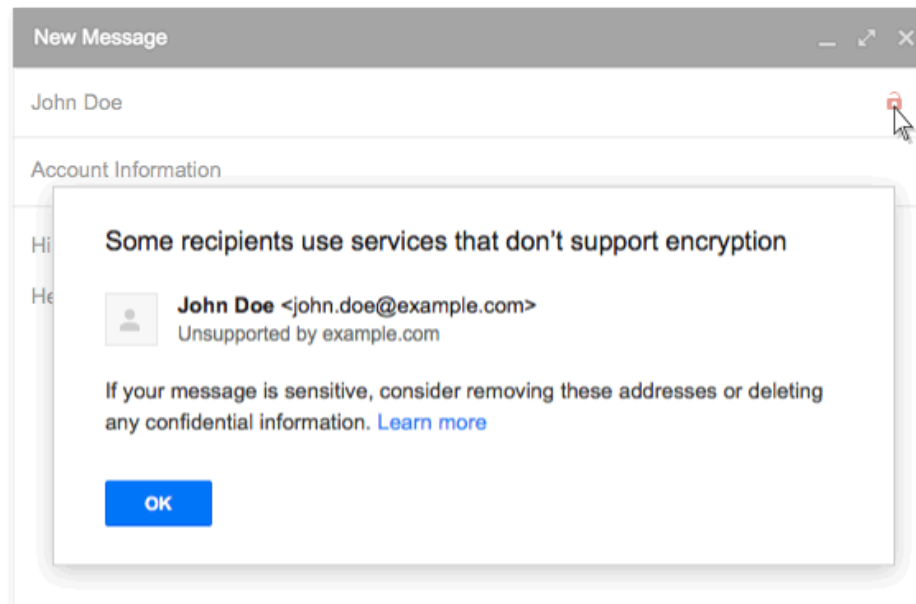 New Message
John Doe
Account Information
Hi
He
Some recipients use services that don’t support encryption
John Doe <john.doe@example.com>
Unsupported by example.com
If your message is sensitive, consider removing these addresses or deleting
any confidential information. Learn more
OK